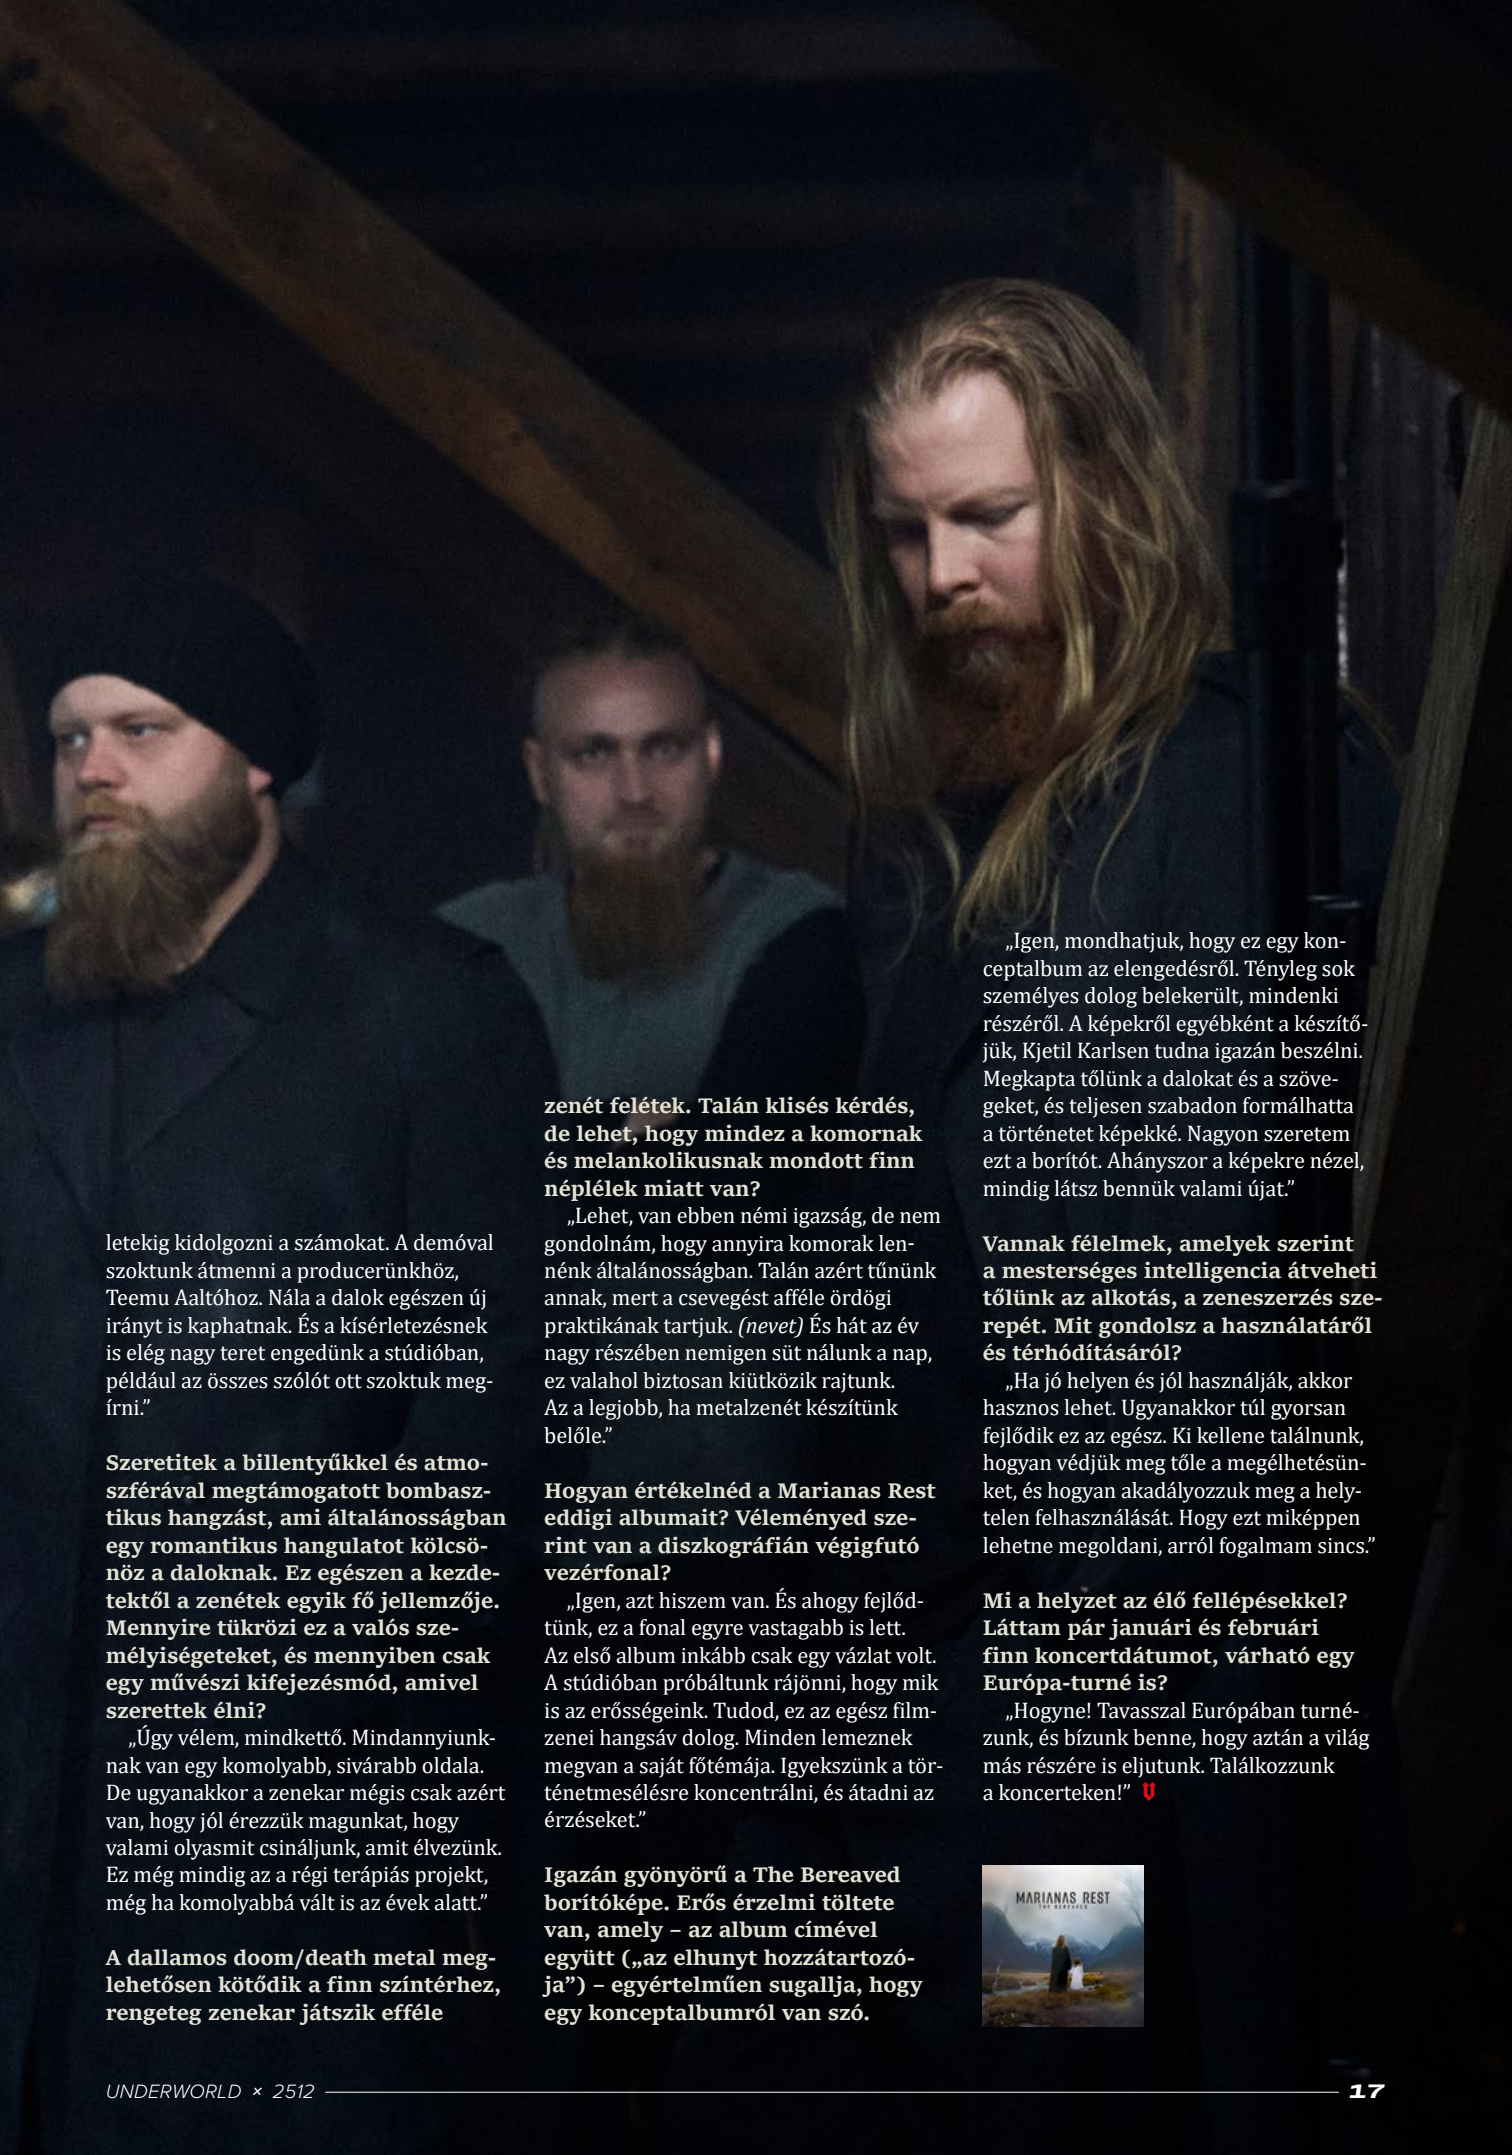 letekig kidolgozni a számokat. A demóval
szoktunk átmenni a producerünkhöz,
Teemu Aaltóhoz. Nála a dalok egészen új
irányt is kaphatnak. És a kísérletezésnek
is elég nagy teret engedünk a stúdióban,
például az összes szólót ott szoktuk meg-
írni.”
Szeretitek a billentyűkkel és atmo-
szférával megtámogatott bombasz-
tikus hangzást, ami általánosságban
egy romantikus hangulatot kölcsö-
nöz a daloknak. Ez egészen a kezde-
tektől a zenétek egyik fő jellemzője.
Mennyire tükrözi ez a valós sze-
mélyiségeteket, és mennyiben csak
egy művészi kifejezésmód, amivel
szerettek élni?
„Úgy vélem, mindkettő. Mindannyiunk-
nak van egy komolyabb, sivárabb oldala.
De ugyanakkor a zenekar mégis csak azért
van, hogy jól érezzük magunkat, hogy
valami olyasmit csináljunk, amit élvezünk.
Ez még mindig az a régi terápiás projekt,
még ha komolyabbá vált is az évek alatt.”
A dallamos doom/death metal meg-
lehetősen kötődik a finn színtérhez,
rengeteg zenekar játszik efféle
zenét felétek. Talán klisés kérdés,
de lehet, hogy mindez a komornak
és melankolikusnak mondott finn
néplélek miatt van?
„Lehet, van ebben némi igazság, de nem
gondolnám, hogy annyira komorak len-
nénk általánosságban. Talán azért tűnünk
annak, mert a csevegést afféle ördögi
praktikának tartjuk. (nevet) És hát az év
nagy részében nemigen süt nálunk a nap,
ez valahol biztosan kiütközik rajtunk.
Az a legjobb, ha metalzenét készítünk
belőle.”
Hogyan értékelnéd a Marianas Rest
eddigi albumait? Véleményed sze-
rint van a diszkográfián végigfutó
vezérfonal?
„Igen, azt hiszem van. És ahogy fejlőd-
tünk, ez a fonal egyre vastagabb is lett.
Az első album inkább csak egy vázlat volt.
A stúdióban próbáltunk rájönni, hogy mik
is az erősségeink. Tudod, ez az egész film-
zenei hangsáv dolog. Minden lemeznek
megvan a saját főtémája. Igyekszünk a tör-
ténetmesélésre koncentrálni, és átadni az
érzéseket.”
Igazán gyönyörű a The Bereaved
borítóképe. Erős érzelmi töltete
van, amely – az album címével
együtt („az elhunyt hozzátartozó-
ja”) – egyértelműen sugallja, hogy
egy konceptalbumról van szó.
„Igen, mondhatjuk, hogy ez egy kon-
ceptalbum az elengedésről. Tényleg sok
személyes dolog belekerült, mindenki
részéről. A képekről egyébként a készítő-
jük, Kjetil Karlsen tudna igazán beszélni.
Megkapta tőlünk a dalokat és a szöve-
geket, és teljesen szabadon formálhatta
a történetet képekké. Nagyon szeretem
ezt a borítót. Ahányszor a képekre nézel,
mindig látsz bennük valami újat.”
Vannak félelmek, amelyek szerint
a mesterséges intelligencia átveheti
tőlünk az alkotás, a zeneszerzés sze-
repét. Mit gondolsz a használatáról
és térhódításáról?
„Ha jó helyen és jól használják, akkor
hasznos lehet. Ugyanakkor túl gyorsan
fejlődik ez az egész. Ki kellene találnunk,
hogyan védjük meg tőle a megélhetésün-
ket, és hogyan akadályozzuk meg a hely-
telen felhasználását. Hogy ezt miképpen
lehetne megoldani, arról fogalmam sincs.”
Mi a helyzet az élő fellépésekkel?
Láttam pár januári és februári
finn koncertdátumot, várható egy
Európa-turné is?
„Hogyne! Tavasszal Európában turné-
zunk, és bízunk benne, hogy aztán a világ
más részére is eljutunk. Találkozzunk
a koncerteken!”
MARIANAS REST
THE BEREAVED
UNDERWORLD × 2512
17